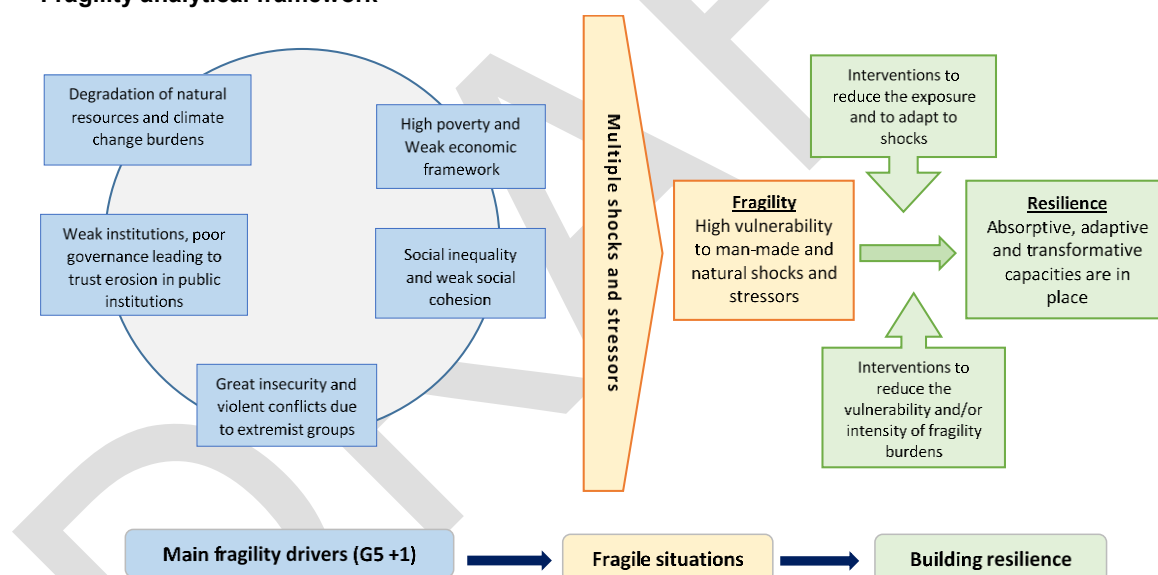 Fragility analytical framework
Degradation of natural
resources and climate
change burdens
High poverty and
Weak economic
framework
Weak institutions, poor
governance leading to
trust erosion in public
institutions
Social inequality
and weak social
cohesion
Great insecurity and
violent conflicts due
to extremist groups
Multiple shocks and stressors
Interventions to
reduce the exposure
and to adapt to
shocks
Fragility
High vulnerability
to man-made and
natural shocks and
stressors
Resilience
Absorptive, adaptive
and transformative
capacities are in
place
Interventions to
reduce the
vulnerability and/or
intensity of fragility
burdens
Main fragility drivers (G5 +1)
Fragile situations
Building resilience